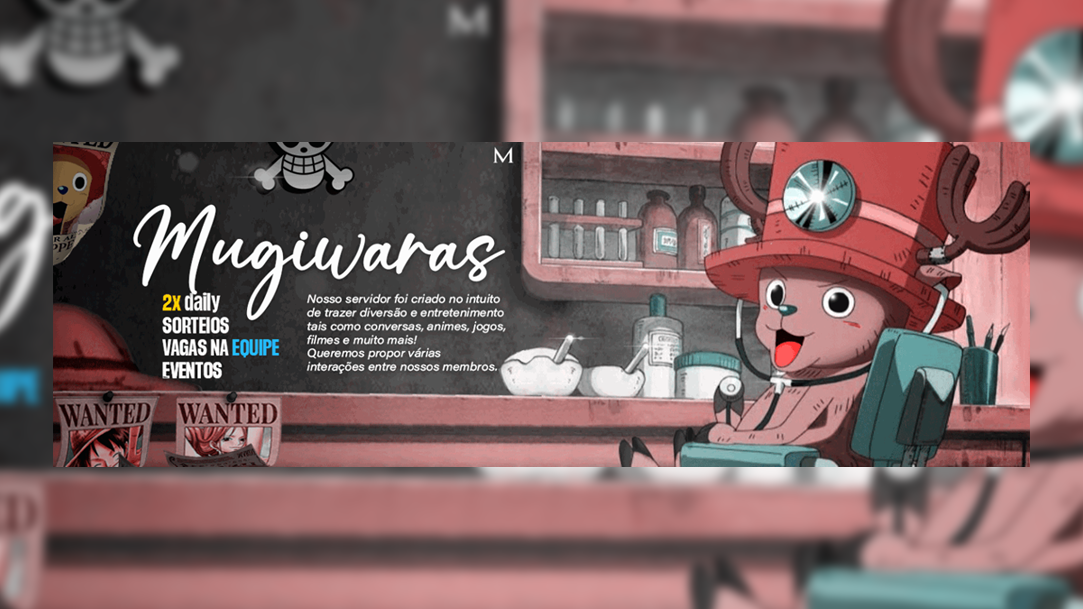 M
Mugiwaras
2x daily
SORTEIOS
VAGAS NA EQUIPE
EVENTOS
Nosso servidor foi criado no intuito
de trazer diversão e entretenimento
tais como conversas, animes, jogos,
filmes e muito mais!
Queremos propor várias
interações entre nossos membros.
WANTED
WANTED